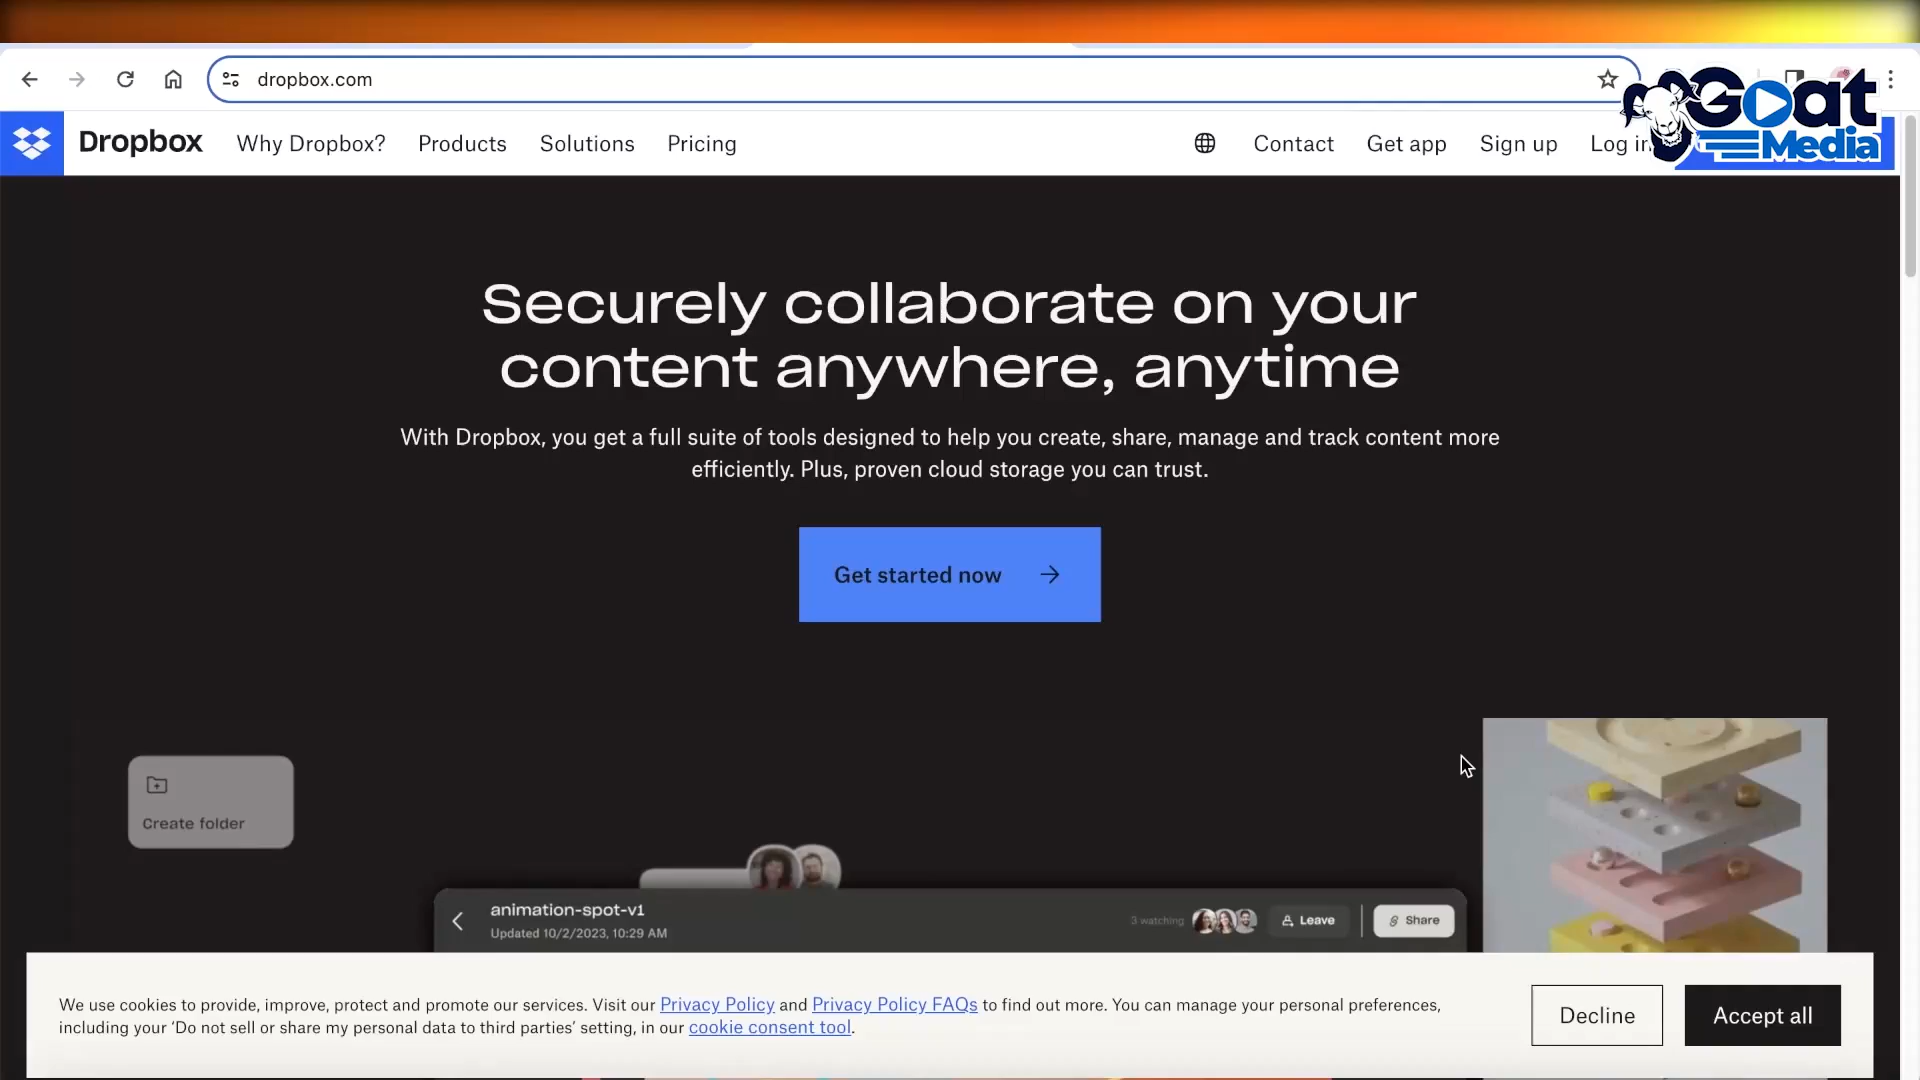 dropbox.com
Goat
Media
Dropbox Why Dropbox? Products Solutions Pricing Contact Get app Sign up Log in
Securely collaborate on your
content anywhere, anytime
With Dropbox, you get a full suite of tools designed to help you create, share, manage and track content more
efficiently. Plus, proven cloud storage you can trust.
Get started now
Create folder
animation-spot-v1
Updated 10/2/2023, 10:29 AM
3 watching
Leave
Share
We use cookies to provide, improve, protect and promote our services. Visit our Privacy Policy and Privacy Policy FAQs to find out more. You can manage your personal preferences,
including your ‘Do not sell or share my personal data to third parties’ setting, in our cookie consent tool.
Decline
Accept all